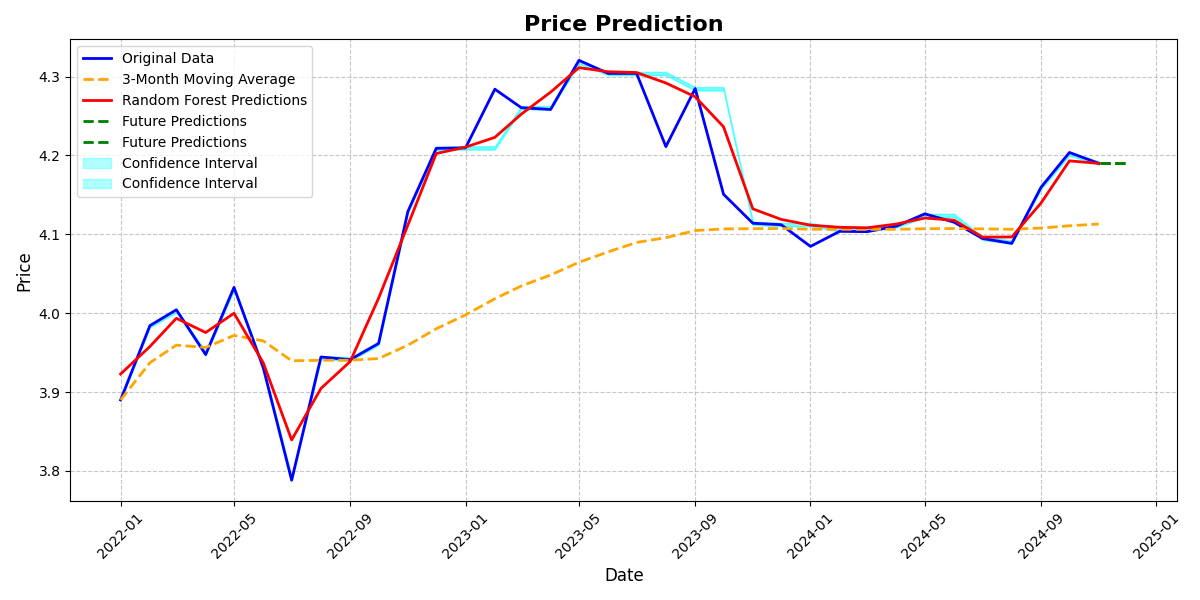 Price Prediction
Original Data
3-Month Moving Average
Random Forest Predictions
Future Predictions
Future Predictions
Confidence Interval
Confidence Interval
Price
4.3
4.2
4.1
4.0
3.9
3.8
2022-01
2022-05
2022-09
2023-01
2023-05
2023-09
2024-01
2024-05
2024-09
2025-01
Date